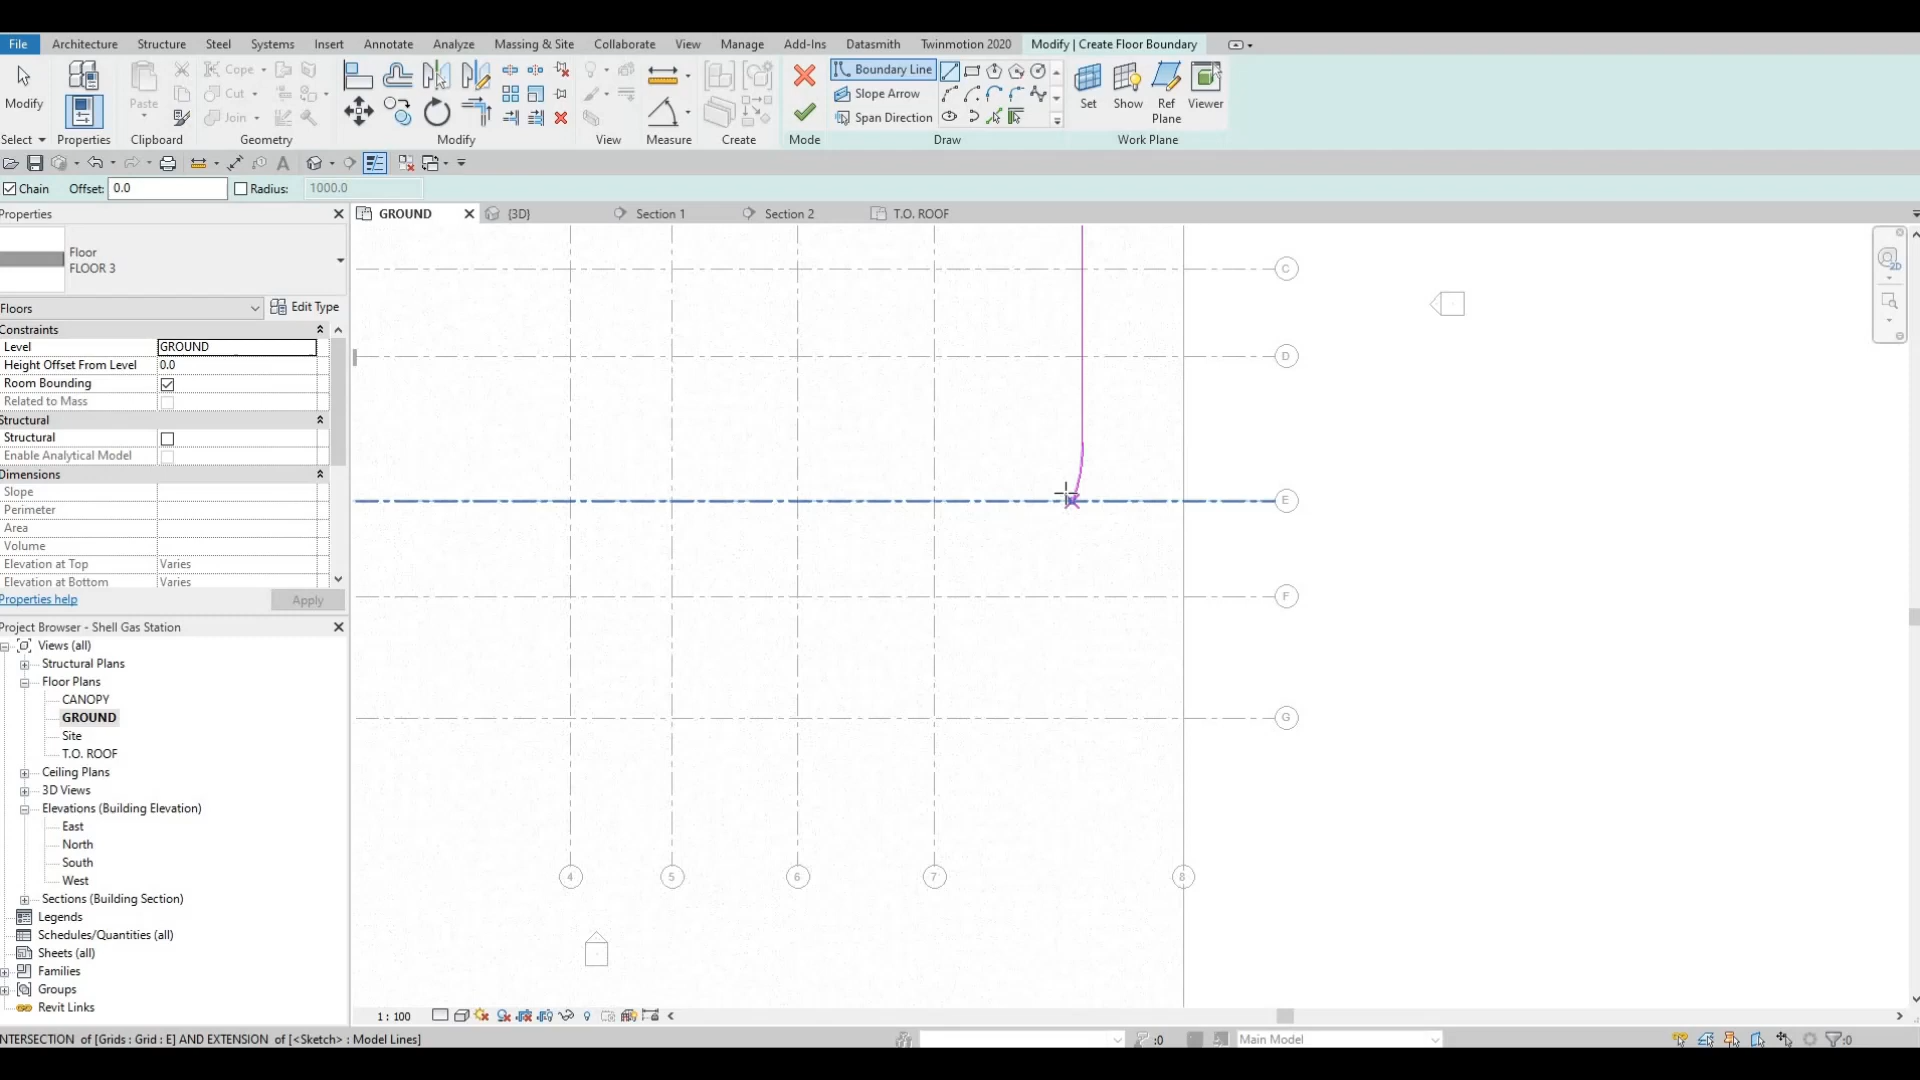 File Architecture Structure Steel Systems Insert Annotate Analyze Massing & Site Collaborate View Manage Add-Ins Datasmith Twinmotion 2020 Modify | Create Floor Boundary
Modify Paste Cope Cut Join Boundary Line Slope Arrow Span Direction Set Show Ref Plane Viewer
Select Properties Clipboard Geometry Modify View Measure Create Mode Draw Work Plane
Chain Offset: 0.0 Radius: 1000.0
Properties
GROUND {3D} Section 1 Section 2 T.O. ROOF
Floor
FLOOR 3
Floors Edit Type
Constraints
Level GROUND
Height Offset From Level 0.0
Room Bounding
Related to Mass
Structural
Structural
Enable Analytical Model
Dimensions
Slope
Perimeter
Area
Volume
Elevation at Top Varies
Elevation at Bottom Varies
Properties help Apply
Project Browser - Shell Gas Station
Views (all)
Structural Plans
Floor Plans
CANOPY
GROUND
Site
T.O. ROOF
Ceiling Plans
3D Views
Elevations (Building Elevation)
East
North
South
West
Sections (Building Section)
Legends
Schedules/Quantities (all)
Sheets (all)
Families
Groups
Revit Links
C
D
E
F
G
4 5 6 7 8
2D
1 : 100
NTERSECTION of [Grids : Grid : E] AND EXTENSION of [<Sketch> : Model Lines] :0 Main Model :0